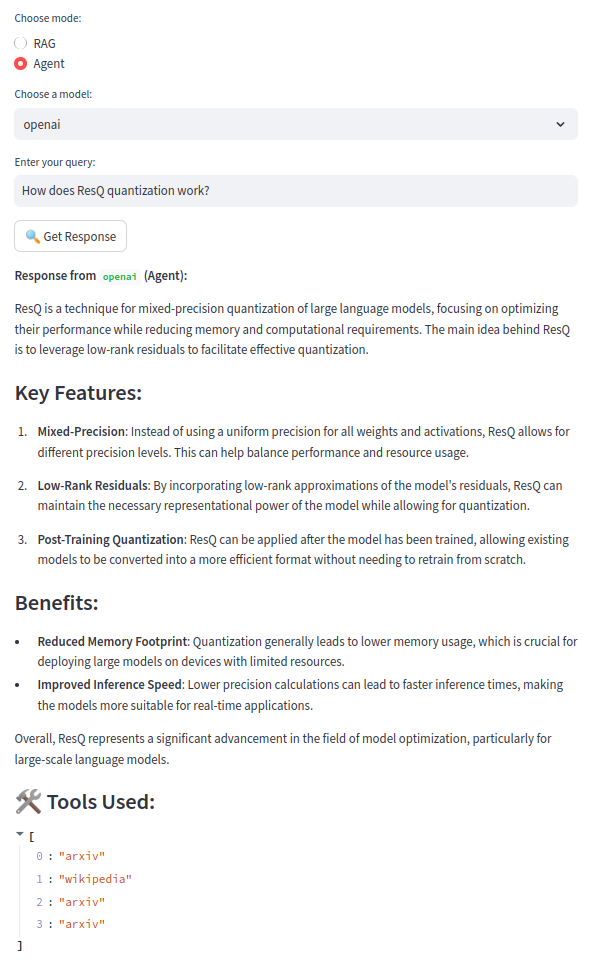 Choose mode:
RAG
Agent
Choose a model:
openai
Enter your query:
How does ResQ quantization work?
🔍 Get Response
Response from openai (Agent):
ResQ is a technique for mixed-precision quantization of large language models, focusing on optimizing
their performance while reducing memory and computational requirements. The main idea behind ResQ
is to leverage low-rank residuals to facilitate effective quantization.
Key Features:
1. Mixed-Precision: Instead of using a uniform precision for all weights and activations, ResQ allows for
different precision levels. This can help balance performance and resource usage.
2. Low-Rank Residuals: By incorporating low-rank approximations of the model's residuals, ResQ can
maintain the necessary representational power of the model while allowing for quantization.
3. Post-Training Quantization: ResQ can be applied after the model has been trained, allowing existing
models to be converted into a more efficient format without needing to retrain from scratch.
Benefits:
• Reduced Memory Footprint: Quantization generally leads to lower memory usage, which is crucial for
deploying large models on devices with limited resources.
• Improved Inference Speed: Lower precision calculations can lead to faster inference times, making
the models more suitable for real-time applications.
Overall, ResQ represents a significant advancement in the field of model optimization, particularly for
large-scale language models.
🛠️ Tools Used:
[
0 : "arxiv"
1 : "wikipedia"
2 : "arxiv"
3 : "arxiv"
]